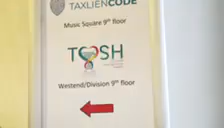 TAXLIENCODE
Music Square 9th floor
TOSH
Westend/Division 9th floor